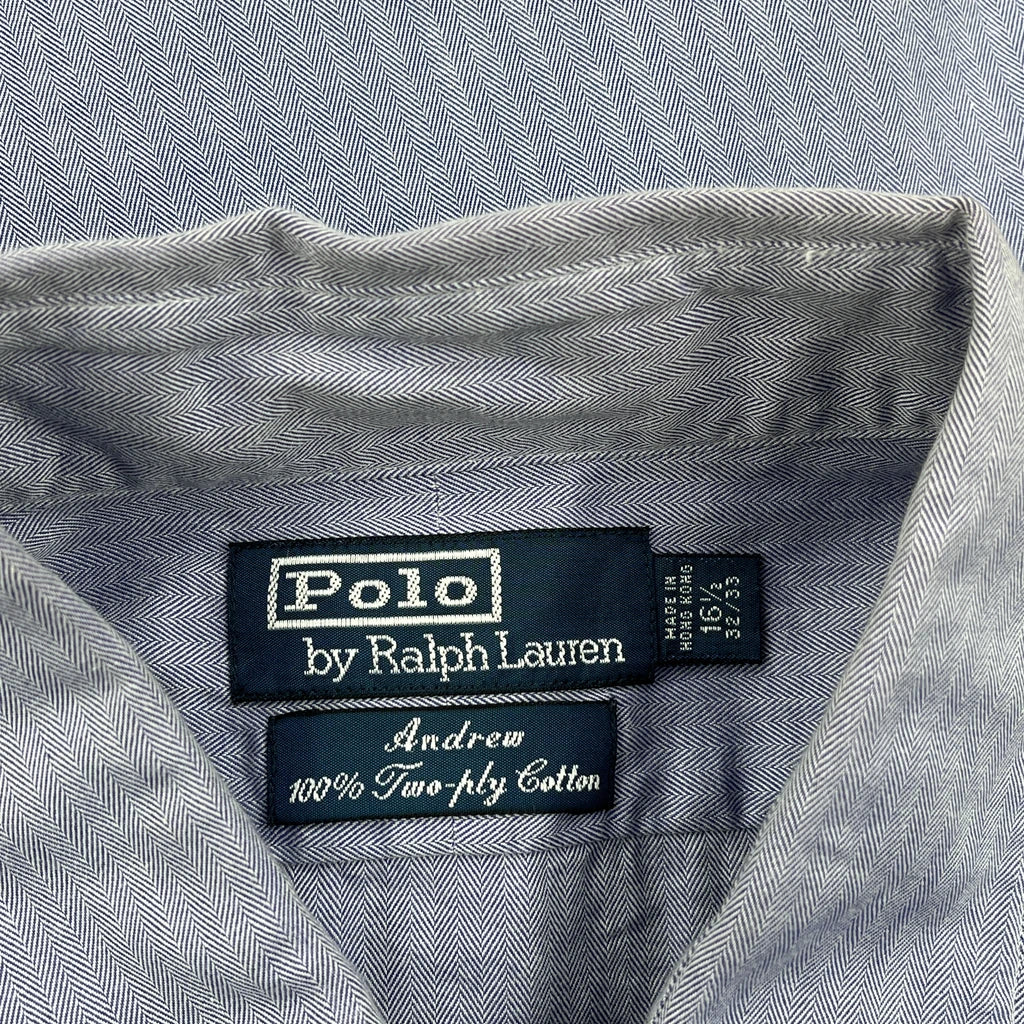 Polo
by Ralph Lauren
MADE IN
HONG KONG
16½
32/33
Andrew
100% Two-ply Cotton